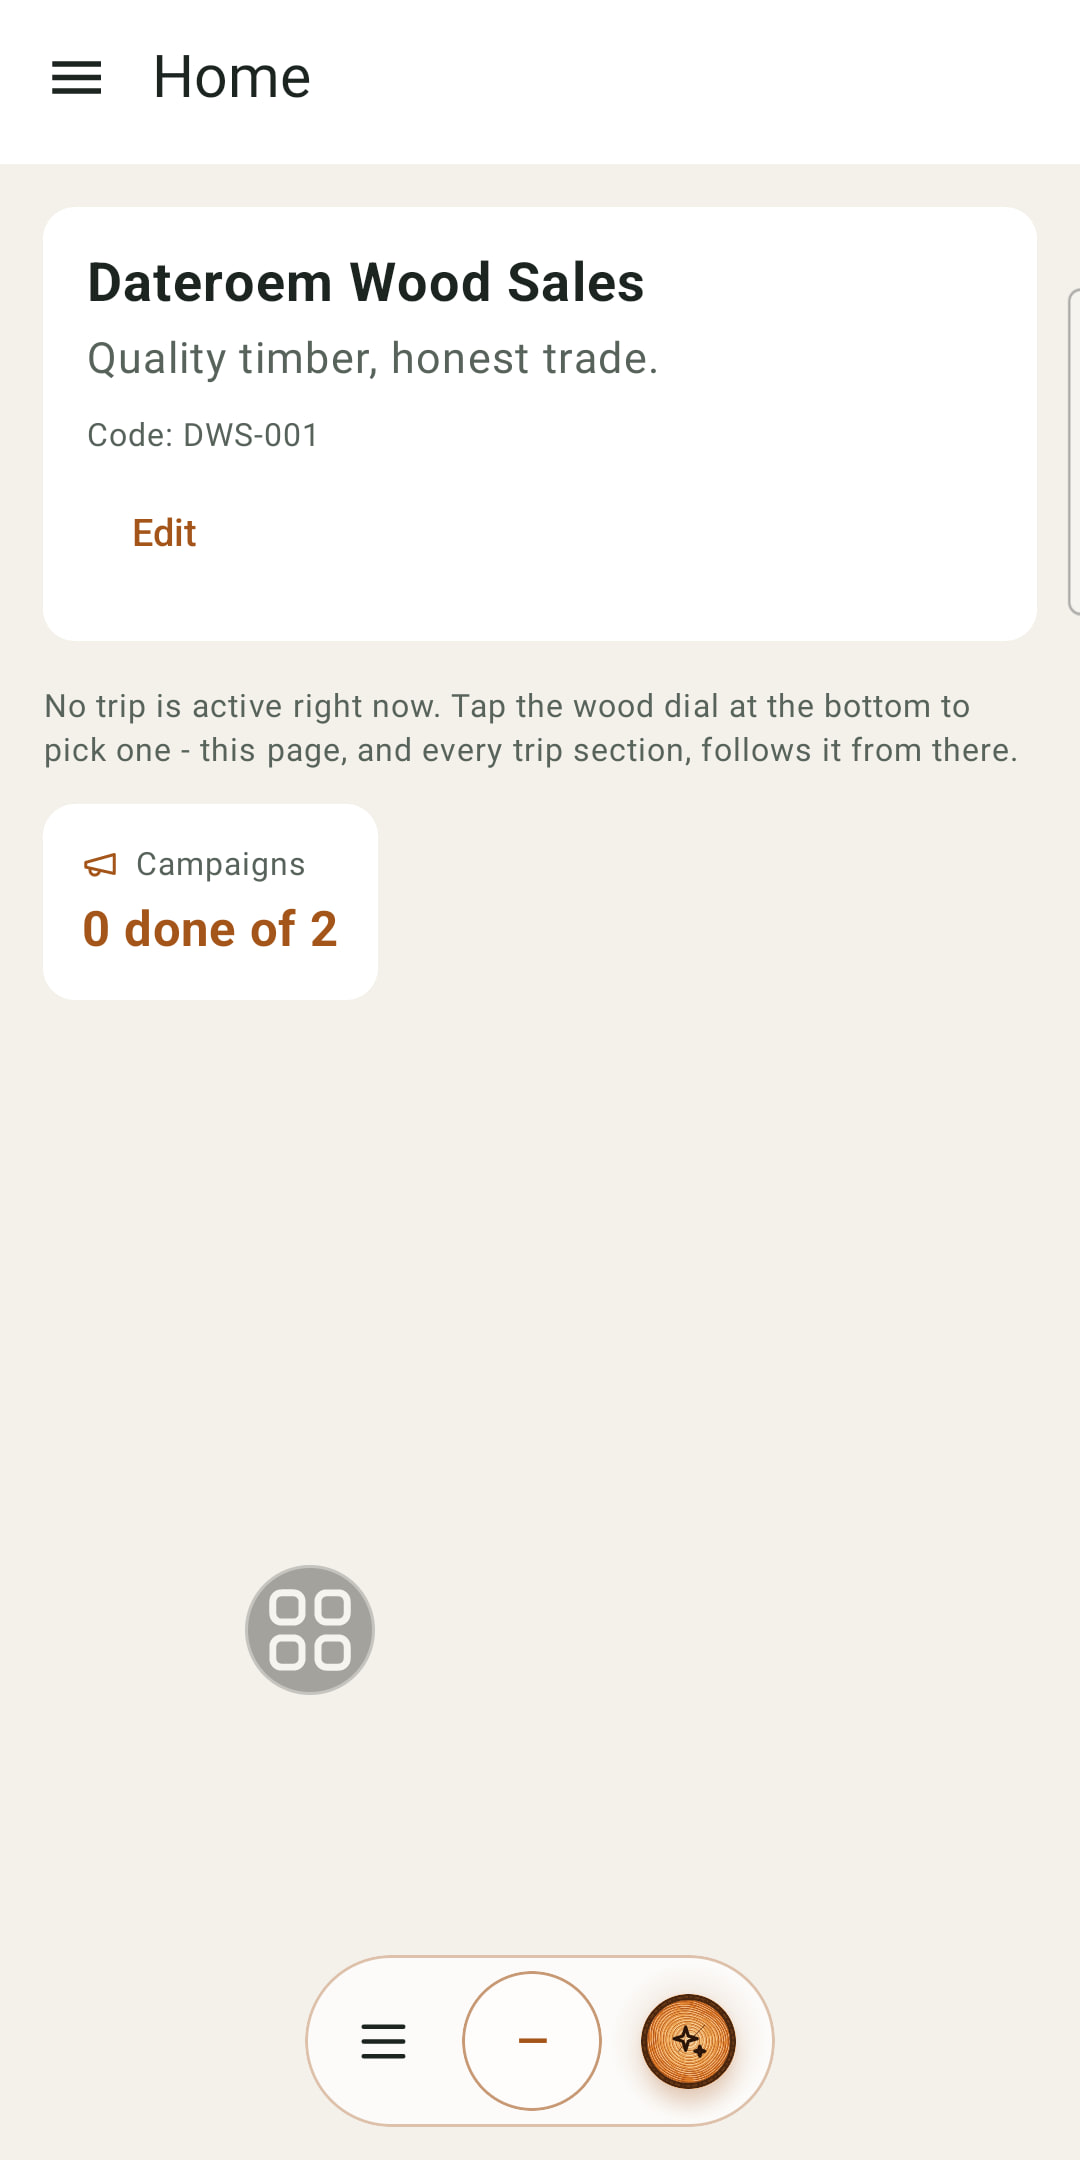 Home
Dateroem Wood Sales
Quality timber, honest trade.
Code: DWS-001
Edit
No trip is active right now. Tap the wood dial at the bottom to
pick one - this page, and every trip section, follows it from there.
Campaigns
0 done of 2